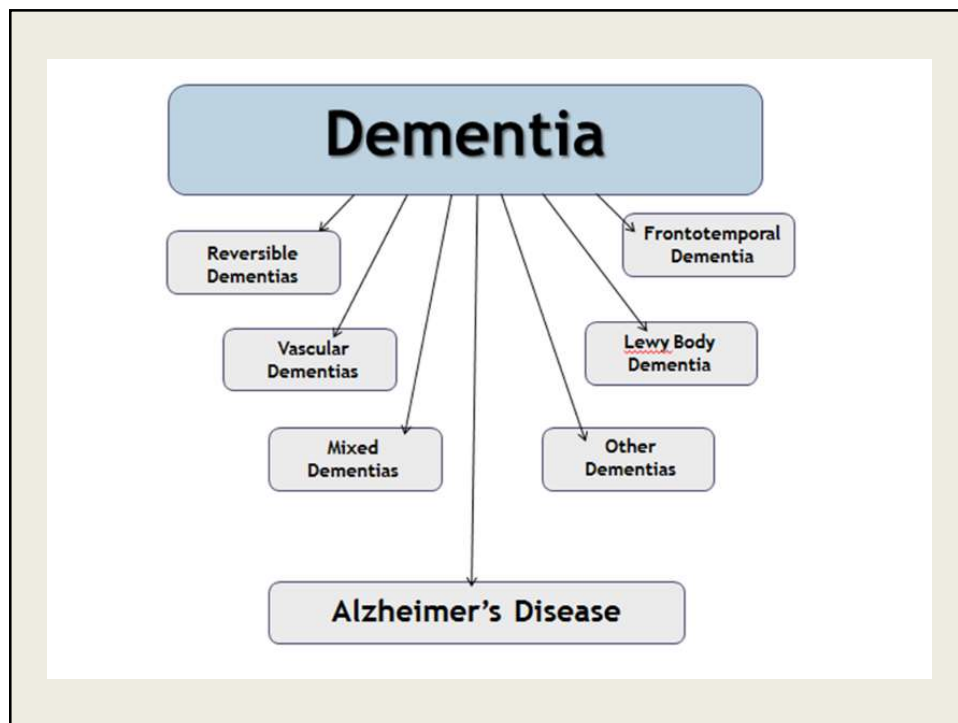 Dementia
Reversible
Dementias
Frontotemporal
Dementia
Vascular
Dementias
Lewy Body
Dementia
Mixed
Dementias
Other
Dementias
Alzheimer's Disease